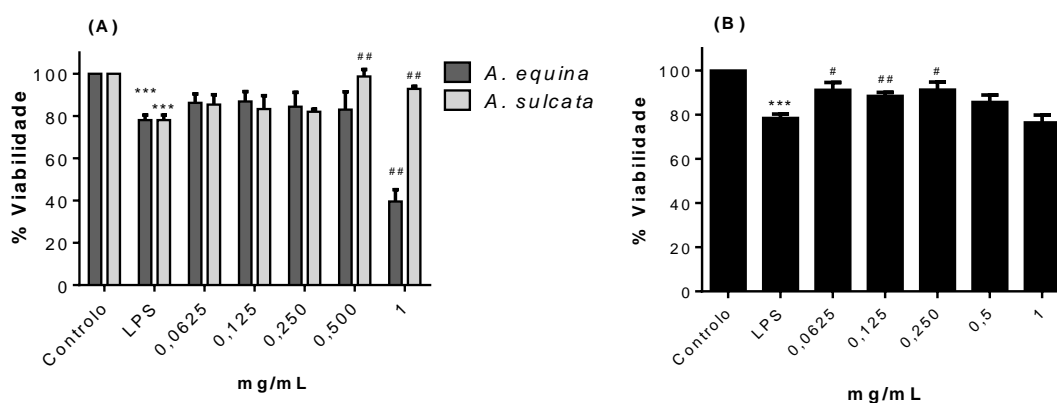 (A)
% Viabilidade
100
80
60
40
20
0
***
***
##
##
##
Controlo
LPS
0,0625
0,125
0,250
0,500
1
mg/mL
A. equina
A. sulcata
(B)
% Viabilidade
100
80
60
40
20
0
***
#
##
#
Controlo
LPS
0,0625
0,125
0,250
0,5
1
mg/mL